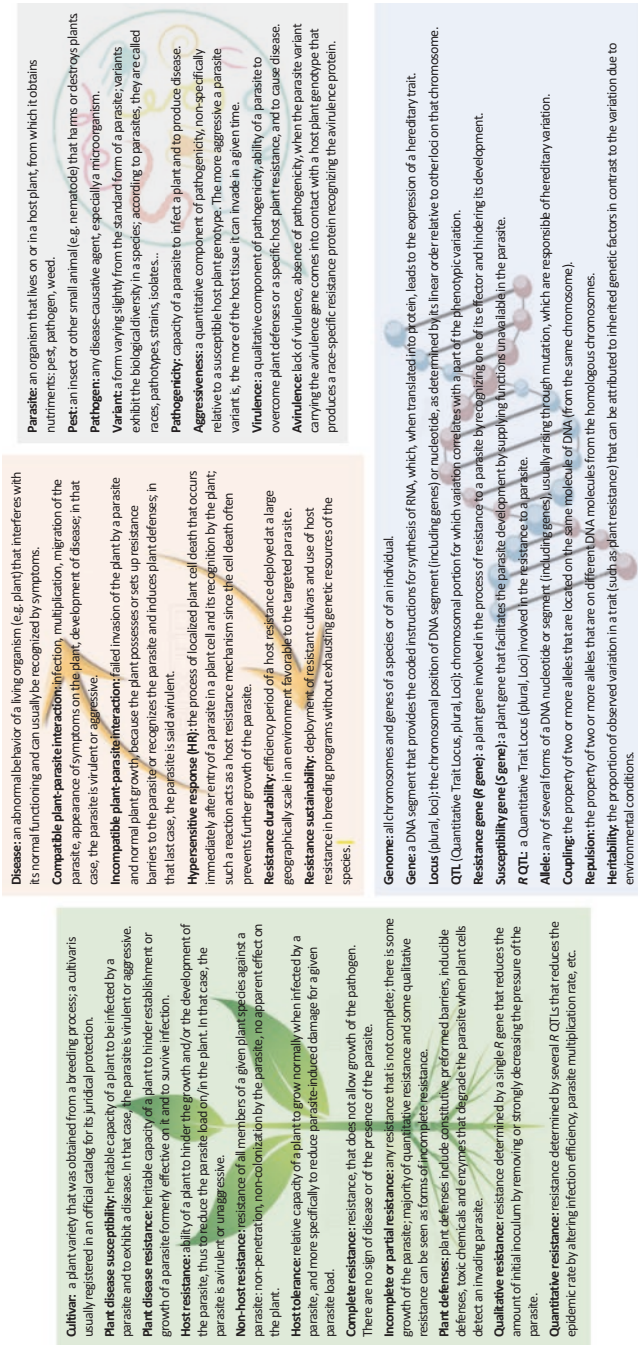 Cultivar: a plant variety that was obtained from a breeding process; a cultivar is
usually registered in an official catalog for its juridical protection.
Plant disease susceptibility: heritable capacity of a plant to be infected by a
parasite and to exhibit a disease. In that case, the parasite is virulent or aggressive.
Plant disease resistance: heritable capacity of a plant to hinder establishment or
growth of a parasite formerly effective on it and to survive infection.
Host resistance: ability of a plant to hinder the growth and/or the development of
the parasite, thus to reduce the parasite load on/in the plant. In that case, the
parasite is avirulent or unaggressive.
Non-host resistance: resistance of all members of a given plant species against a
parasite: non-penetration, non-colonization by the parasite, no apparent effect on
the plant.
Host tolerance: relative capacity of a plant to grow normally when infected by a
parasite, and more specifically to reduce parasite-induced damage for a given
parasite load.
Complete resistance: resistance, that does not allow growth of the pathogen.
There are no sign of disease or of the presence of the parasite.
Incomplete or partial resistance: any resistance that is not complete; there is some
growth of the parasite; majority of quantitative resistance and some qualitative
resistance can be seen as forms of incomplete resistance.
Plant defenses: plant defenses include constitutive preformed barriers, inducible
defenses, toxic chemicals and enzymes that degrade the parasite when plant cells
detect an invading parasite.
Qualitative resistance: resistance determined by a single R gene that reduces the
amount of initial inoculum by removing or strongly decreasing the pressure of the
parasite.
Quantitative resistance: resistance determined by several R QTLs that reduces the
epidemic rate by altering infection efficiency, parasite multiplication rate, etc.
Disease: an abnormal behavior of a living organism (e.g. plant) that interferes with
its normal functioning and can usually be recognized by symptoms.
Compatible plant-parasite interaction: infection, multiplication, migration of the
parasite, appearance of symptoms on the plant, development of disease; in that
case, the parasite is virulent or aggressive.
Incompatible plant-parasite interaction: failed invasion of the plant by a parasite
and normal plant growth, because the plant possesses or sets up resistance
barriers to the parasite or recognizes the parasite and induces plant defenses; in
that last case, the parasite is said avirulent.
Hypersensitive response (HR): the process of localized plant cell death that occurs
immediately after entry of a parasite in a plant cell and its recognition by the plant;
such a reaction acts as a host resistance mechanism since the cell death often
prevents further growth of the parasite.
Resistance durability: efficiency period of a host resistance deployed at a large
geographically scale in an environment favorable to the targeted parasite.
Resistance sustainability: deployment of resistant cultivars and use of host
resistance in breeding programs without exhausting genetic resources of the
species.
Parasite: an organism that lives on or in a host plant, from which it obtains
nutriments: pest, pathogen, weed.
Pest: an insect or other small animal (e.g. nematode) that harms or destroys plants
Pathogen: any disease-causative agent, especially a microorganism.
Variant: a form varying slightly from the standard form of a parasite; variants
exhibit the biological diversity in a species; according to parasites, they are called
races, pathotypes, strains, isolates...
Pathogenicity: capacity of a parasite to infect a plant and to produce disease.
Aggressiveness: a quantitative component of pathogenicity, non-specifically
relative to a susceptible host plant genotype. The more aggressive a parasite
variant is, the more of the host tissue it can invade in a given time.
Virulence: a qualitative component of pathogenicity, ability of a parasite to
overcome plant defenses or a specific host plant resistance, and to cause disease.
Avirulence: lack of virulence, absence of pathogenicity, when the parasite variant
carrying the avirulence gene comes into contact with a host plant genotype that
produces a race-specific resistance protein recognizing the avirulence protein.
Genome: all chromosomes and genes of a species or of an individual.
Gene: a DNA segment that provides the coded instructions for synthesis of RNA, which, when translated into protein, leads to the expression of a hereditary trait.
Locus (plural, loci): the chromosomal position of DNA segment (including genes) or nucleotide, as determined by its linear order relative to other loci on that chromosome.
QTL (Quantitative Trait Locus, plural, Loci): chromosomal portion for which variation correlates with a part of the phenotypic variation.
Resistance gene (R gene): a plant gene involved in the process of resistance to a parasite by recognizing one of its effector and hindering its development.
Susceptibility gene (S gene): a plant gene that facilitates the parasite development by supplying functions unavailable in the parasite.
R QTL: a Quantitative Trait Locus (plural, Loci) involved in the resistance to a parasite.
Allele: any of several forms of a DNA nucleotide or segment (including genes), usually arising through mutation, which are responsible of hereditary variation.
Coupling: the property of two or more alleles that are located on the same molecule of DNA (from the same chromosome).
Repulsion: the property of two or more alleles that are on different DNA molecules from the homologous chromosomes.
Heritability: the proportion of observed variation in a trait (such as plant resistance) that can be attributed to inherited genetic factors in contrast to the variation due to
environmental conditions.